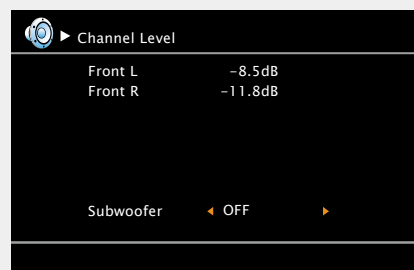 Channel Level
Front L -8.5dB
Front R -11.8dB
Subwoofer OFF